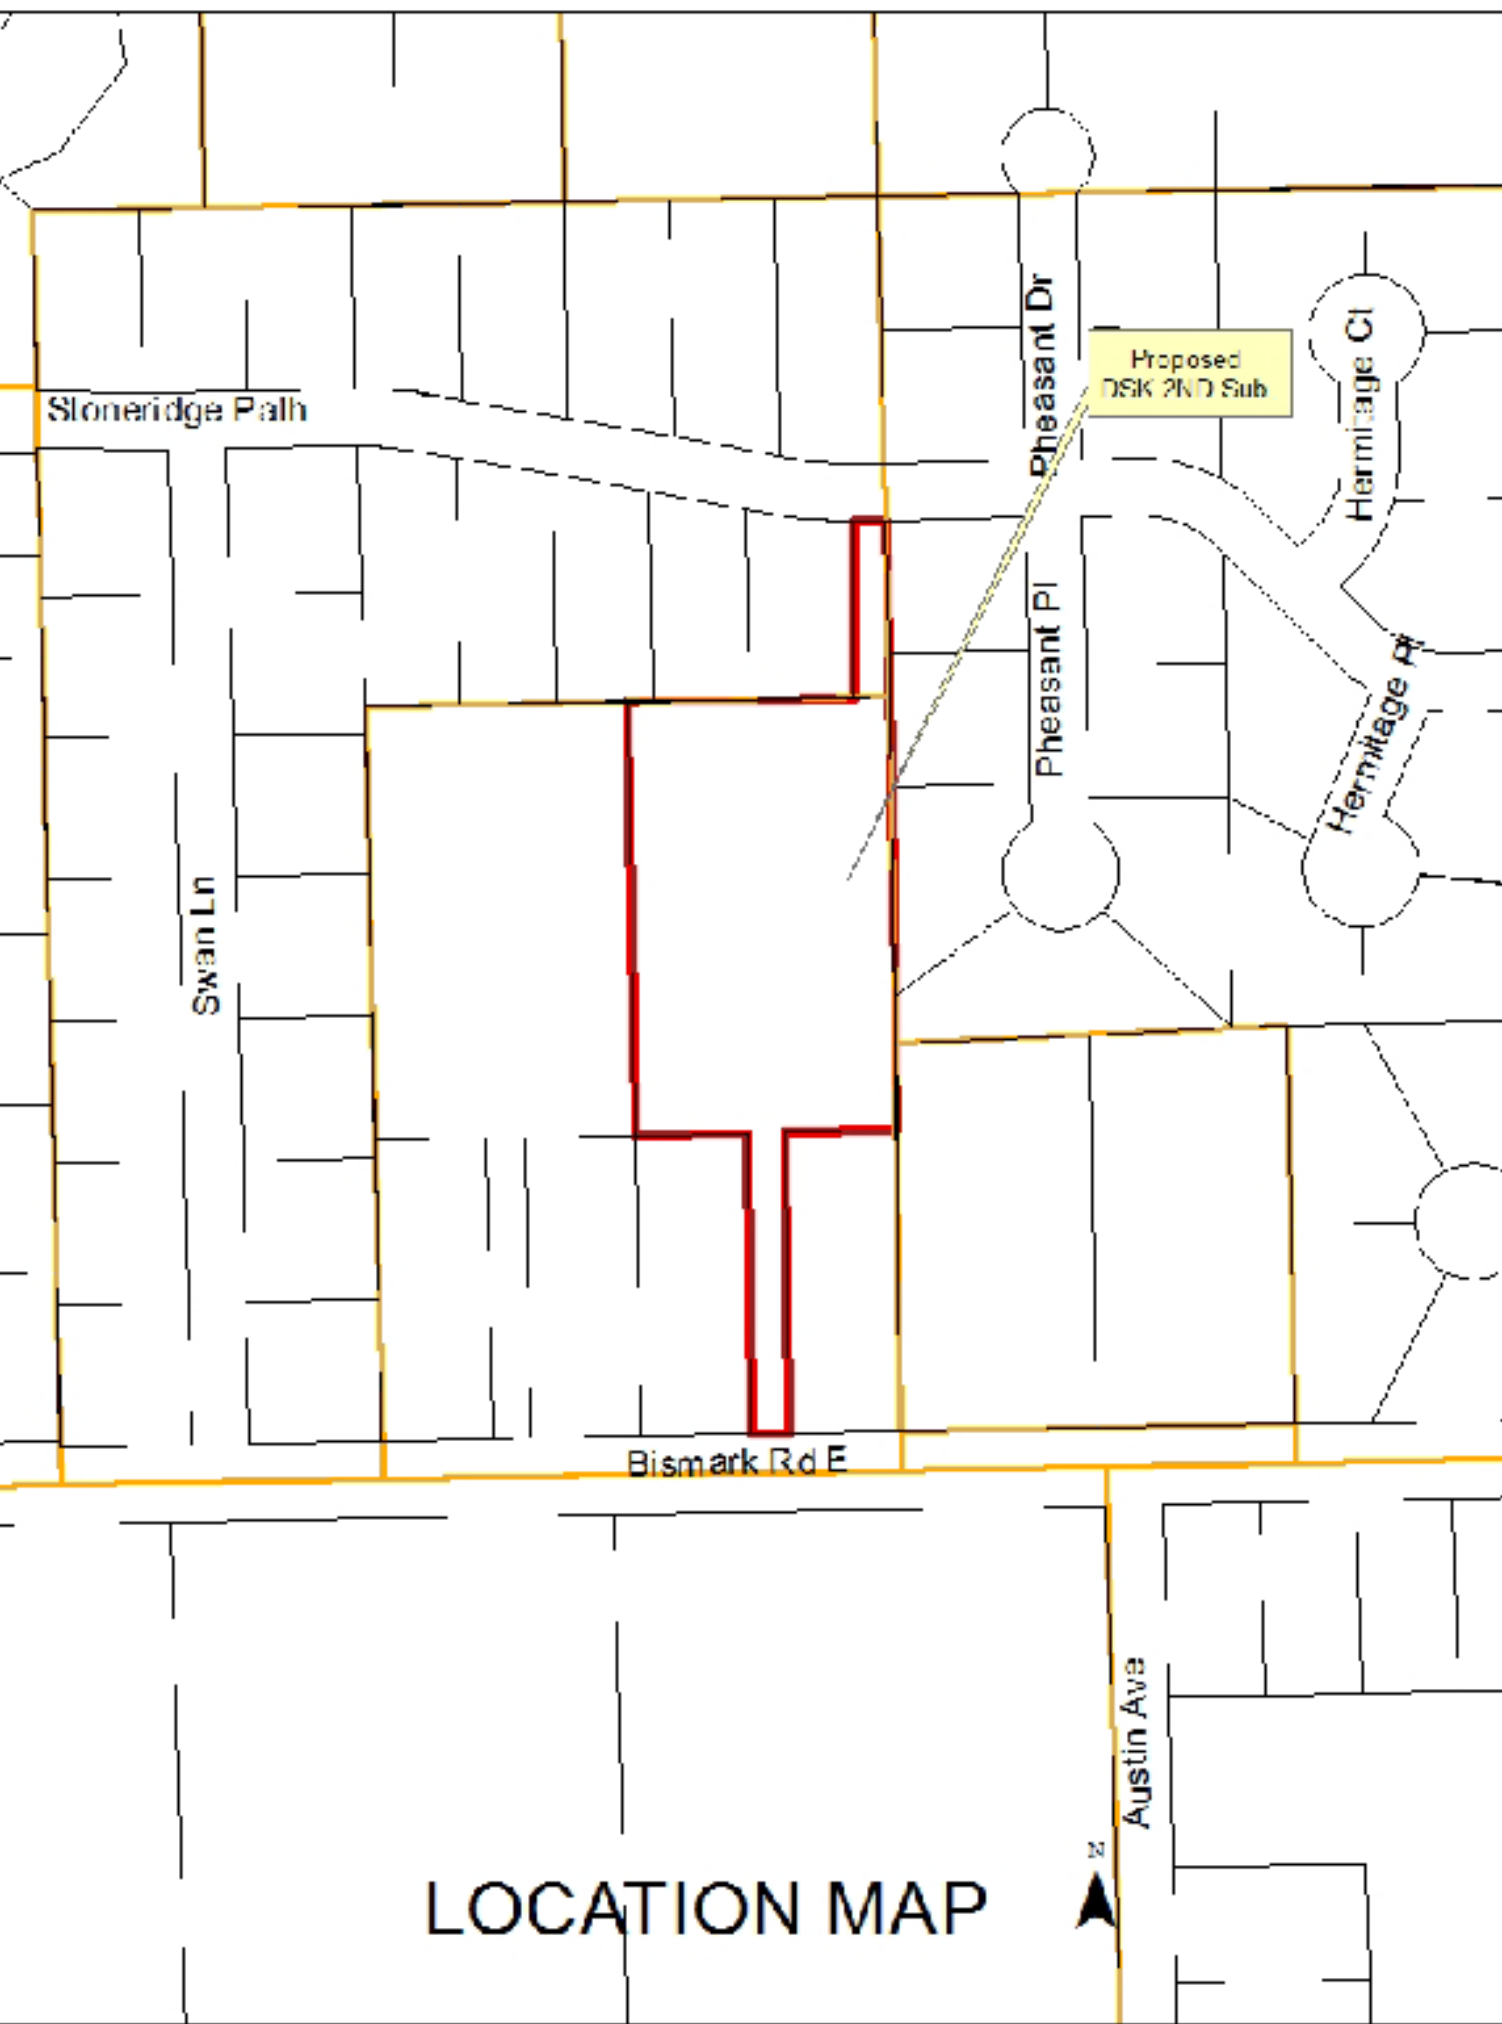 Pheasant Dr
Proposed
DSK 2ND Sub
Hermitage Ct
Stoneridge Path
Pheasant Pl
Hermitage Pl
Swan Ln
Bismark Rd E
Austin Ave
N
LOCATION MAP